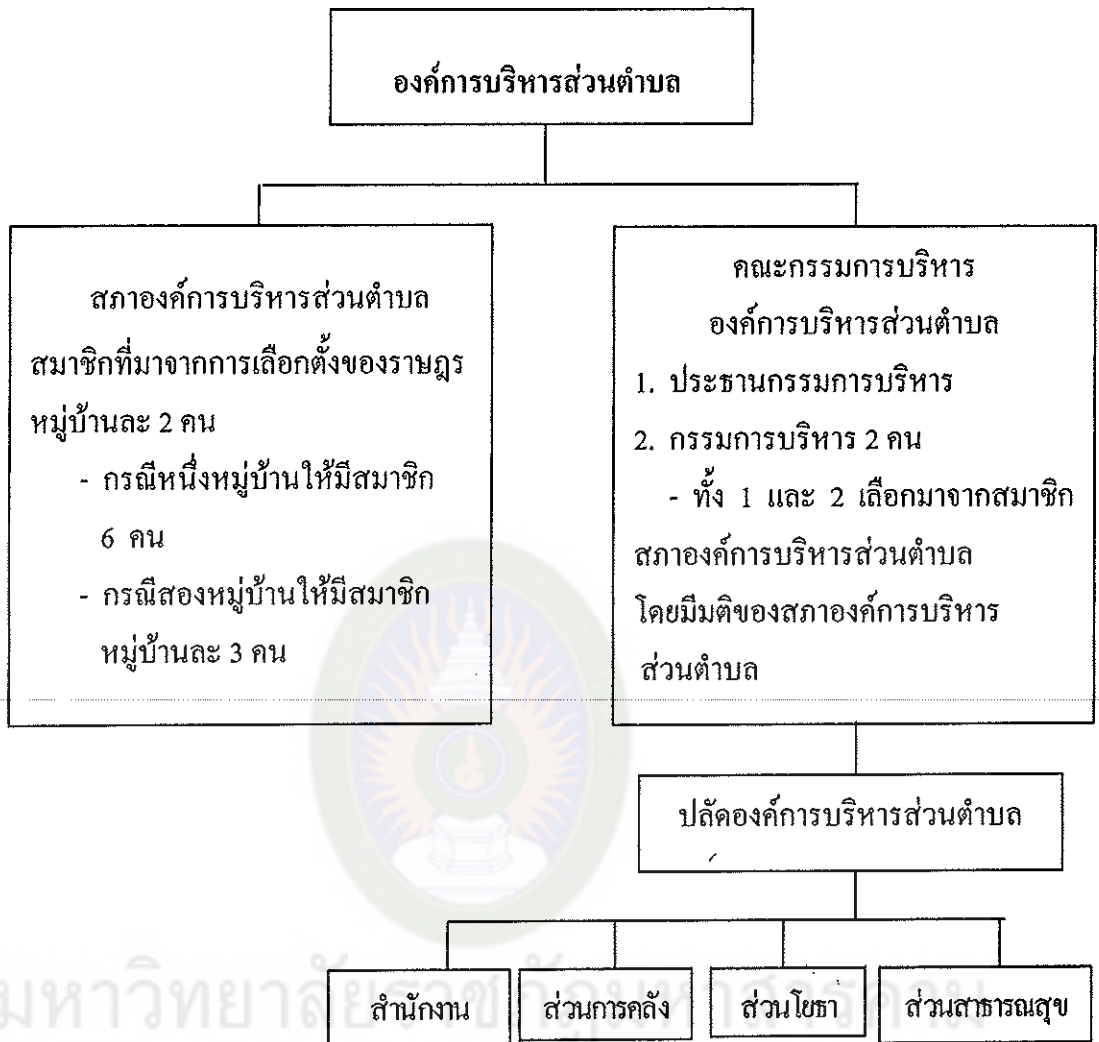 องค์การบริหารส่วนตำบล
สภาองค์การบริหารส่วนตำบล
สมาชิกที่มาจากการเลือกตั้งของราษฎร
หมู่บ้านละ 2 คน
- กรณีหนึ่งหมู่บ้านให้มีสมาชิก
6 คน
- กรณีสองหมู่บ้านให้มีสมาชิก
หมู่บ้านละ 3 คน
คณะกรรมการบริหาร
องค์การบริหารส่วนตำบล
1. ประธานกรรมการบริหาร
2. กรรมการบริหาร 2 คน
- ทั้ง 1 และ 2 เลือกมาจากสมาชิก
สภาองค์การบริหารส่วนตำบล
โดยมีมติของสภาองค์การบริหาร
ส่วนตำบล
ปลัดองค์การบริหารส่วนตำบล
สำนักงาน
ส่วนการคลัง
ส่วนโยธา
ส่วนสาธารณสุข
มหาวิทยาลัยราชภัฏมหาสารคาม